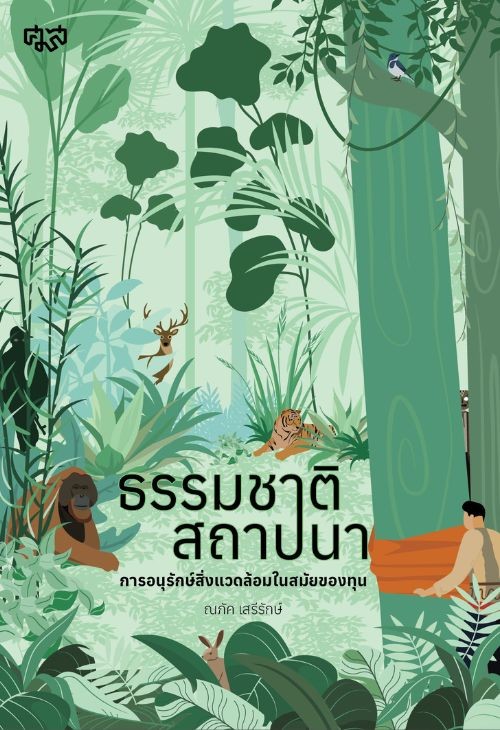 ศยาม
ธรรมชาติ
สถาปนา
การอนุรักษ์สิ่งแวดล้อมในสมัยของทุน
ณภัค เสรีรักษ์